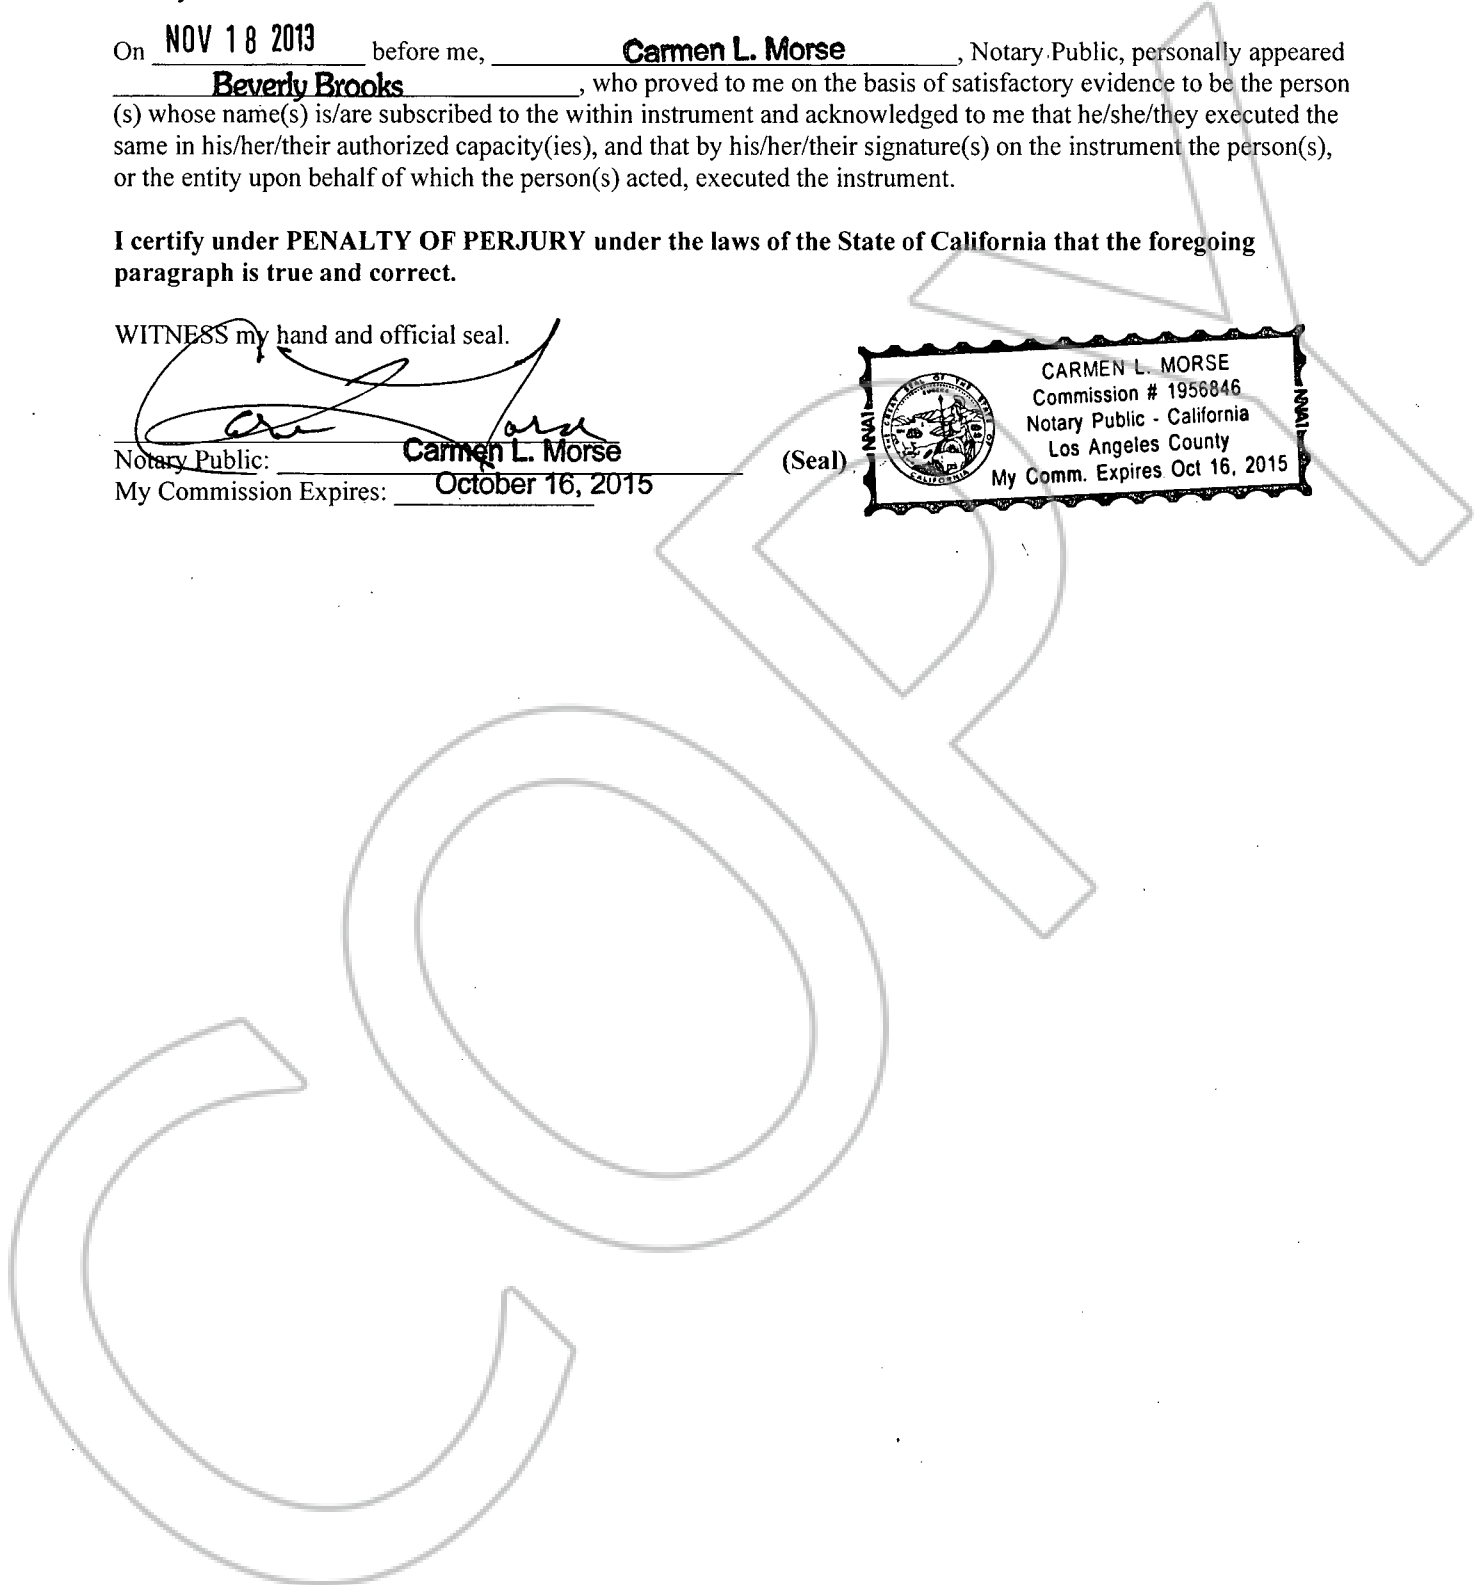 On NOV 18 2013 before me, Carmen L. Morse, Notary Public, personally appeared
Beverly Brooks, who proved to me on the basis of satisfactory evidence to be the person
(s) whose name(s) is/are subscribed to the within instrument and acknowledged to me that he/she/they executed the
same in his/her/their authorized capacity(ies), and that by his/her/their signature(s) on the instrument the person(s),
or the entity upon behalf of which the person(s) acted, executed the instrument.
I certify under PENALTY OF PERJURY under the laws of the State of California that the foregoing
paragraph is true and correct.
WITNESS my hand and official seal.
Notary Public: Carmen L. Morse
My Commission Expires: October 16, 2015
(Seal)
CARMEN L. MORSE
Commission # 1956846
Notary Public - California
Los Angeles County
My Comm. Expires Oct 16, 2015
COPY